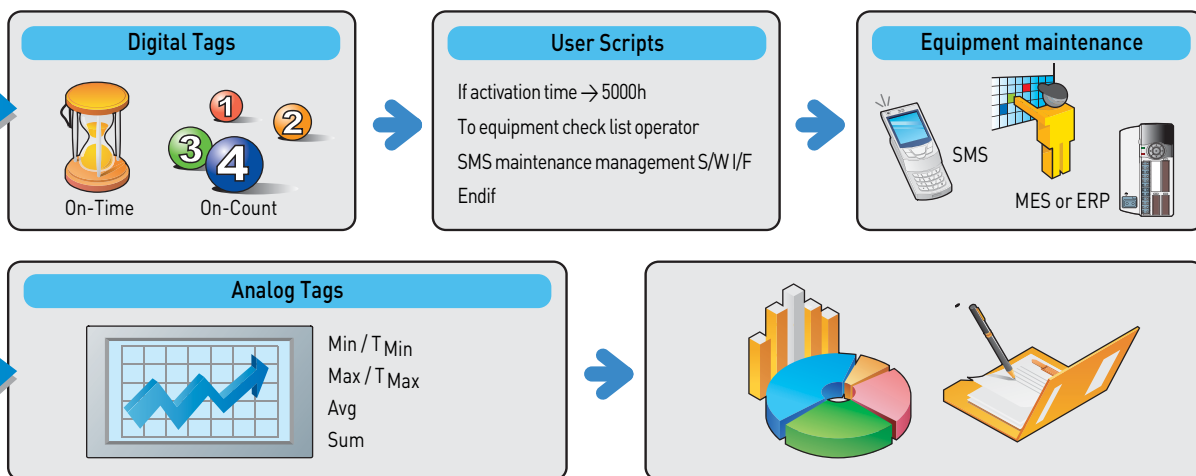 Digital Tags
1
2
3
4
On-Time
On-Count
User Scripts
If activation time → 5000h
To equipment check list operator
SMS maintenance management S/W I/F
Endif
Equipment maintenance
SMS
MES or ERP
Analog Tags
Min / TMin
Max / TMax
Avg
Sum